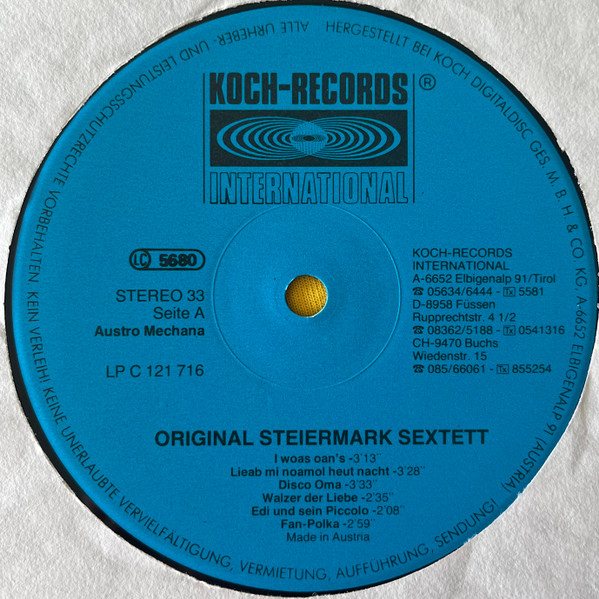 KOCH-RECORDS ®
INTERNATIONAL
LC 5680
STEREO 33
Seite A
Austro Mechana
LP C 121 716
KOCH-RECORDS
INTERNATIONAL
A-6652 Elbigenalp 91/Tirol
☎ 05634/6444 - Tx 5581
D-8958 Füssen
Rupprechtstr. 4 1/2
☎ 08362/5188 - Tx 0541316
CH-9470 Buchs
Wiedenstr. 15
☎ 085/66061 - Tx 855254
ORIGINAL STEIERMARK SEXTETT
I woas oan's -3'13''
Lieab mi noamol heut nacht -3'28''
Disco Oma -3'33''
Walzer der Liebe -2'35''
Edi und sein Piccolo -2'08''
Fan-Polka -2'59''
Made in Austria
HERGESTELLT BEI KOCH DIGITALDISC GES. M. B. H & CO. KG, A-6652 ELBIGENALP 91 (AUSTRIA)
ALLE URHEBER- UND LEISTUNGSSCHUTZRECHTE VORBEHALTEN. KEIN VERLEIH! KEINE UNERLAUBTE VERVIELFÄLTIGUNG, VERMIETUNG, AUFFÜHRUNG, SENDUNG!